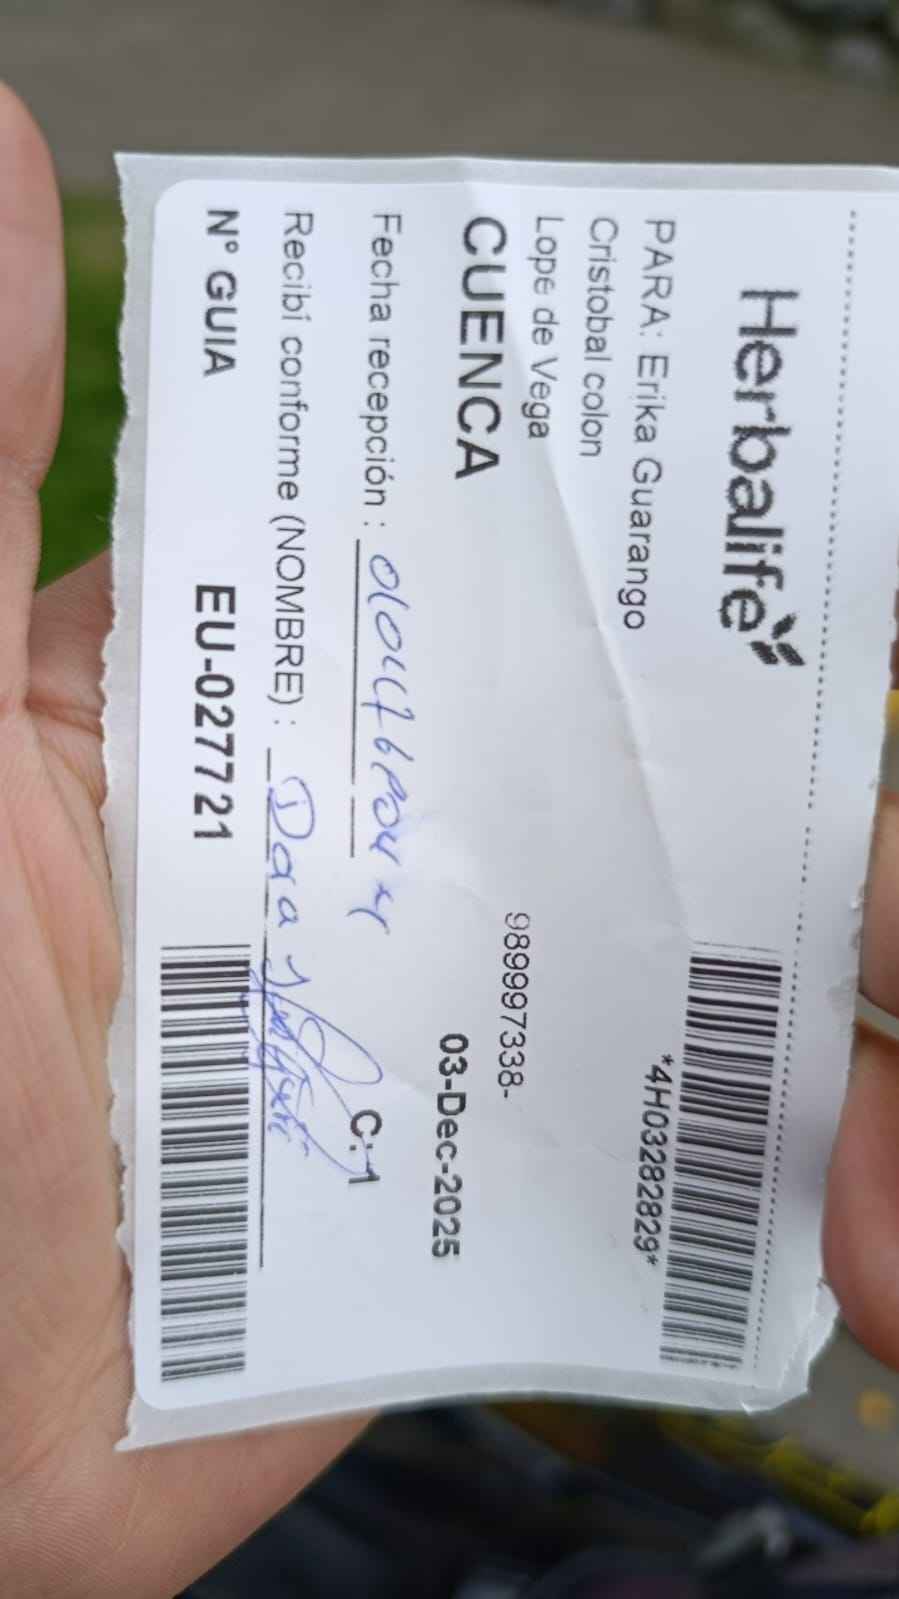 Herbalife
*4H03282829*
PARA: Erika Guarango
Cristobal colon
Lope de Vega
989997338-
CUENCA
03-Dec-2025
Fecha recepción :
C: 1
Recibí conforme (NOMBRE) :
N° GUIA EU-027721